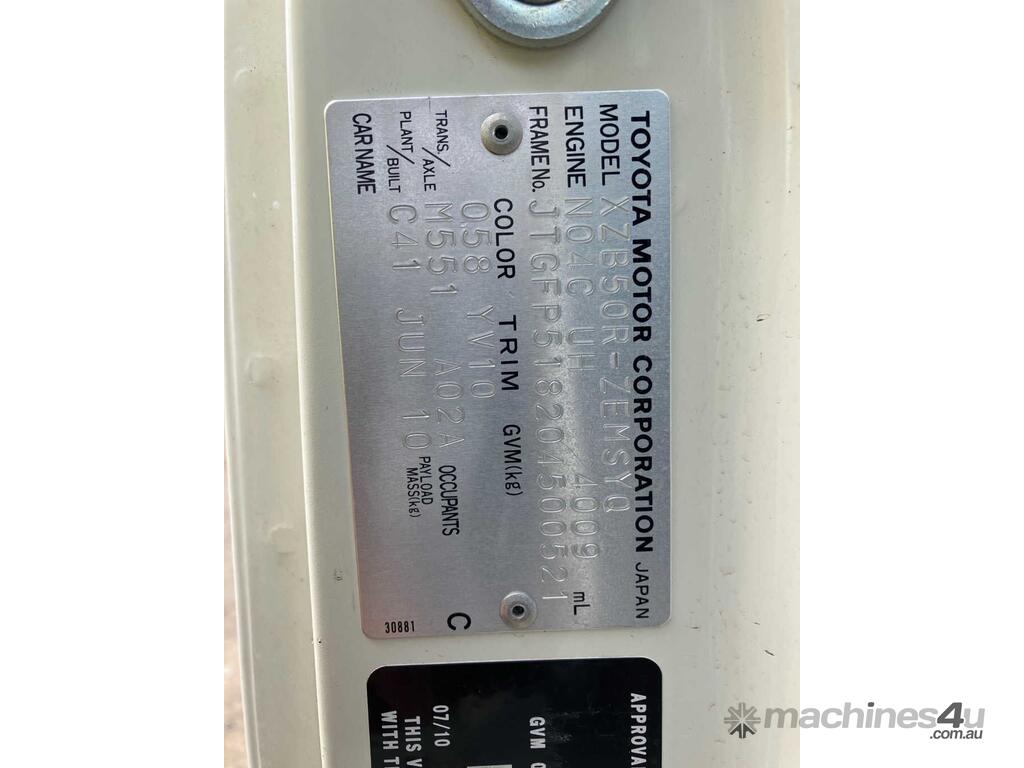 TOYOTA MOTOR CORPORATION JAPAN
MODEL XZB50R-ZEMSYQ
ENGINE N04C UH 4009 mL
FRAME No. JTGFP518204500521
COLOR TRIM GVM(kg)
058 YV10
TRANS./AXLE M551 A02A OCCUPANTS
PLANT/BUILT C41 JUN 10 PAYLOAD MASS(kg)
CAR NAME
C
30881
APPROVA
GVM
07/10
THIS V
WITH T
machines4u
.com.au